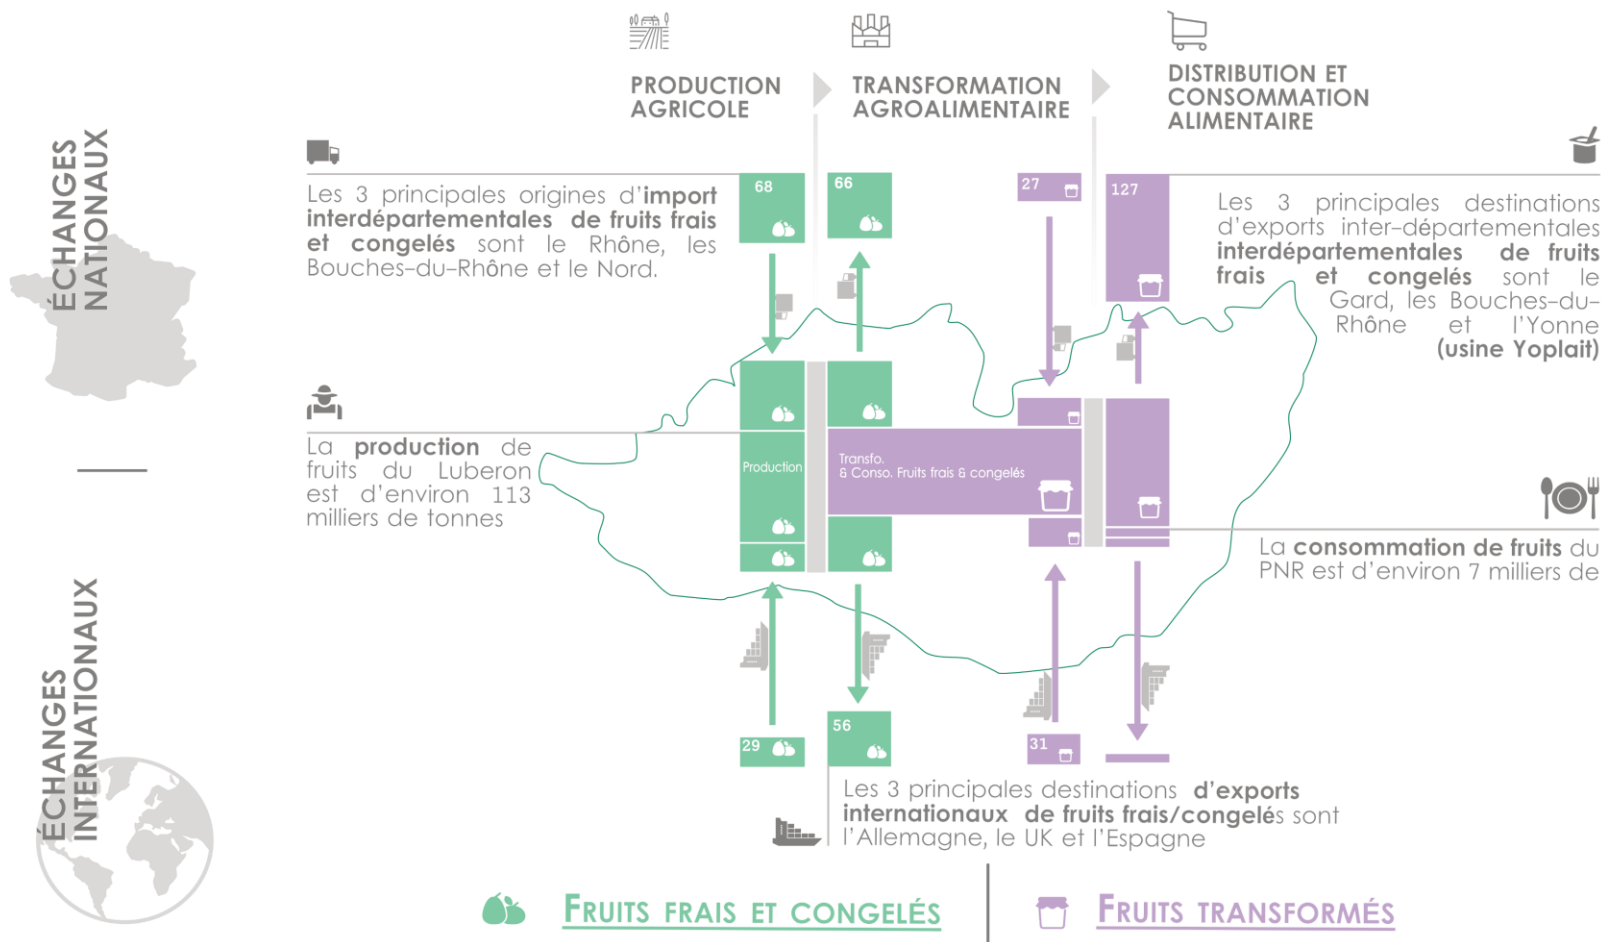 PRODUCTION
AGRICOLE
TRANSFORMATION
AGROALIMENTAIRE
DISTRIBUTION ET
CONSOMMATION
ALIMENTAIRE
ÉCHANGES
NATIONAUX
Les 3 principales origines d'import
interdépartementales de fruits frais
et congelés sont le Rhône, les
Bouches-du-Rhône et le Nord.
68
66
27
127
Les 3 principales destinations
d'exports inter-départementales
interdépartementales de fruits
frais et congelés sont le
Gard, les Bouches-du-
Rhône et l'Yonne
(usine Yoplait)
La production de
fruits du Luberon
est d'environ 113
milliers de tonnes
Production
Transfo.
& Conso. Fruits frais & congelés
La consommation de fruits du
PNR est d'environ 7 milliers de
ÉCHANGES
INTERNATIONAUX
29
56
31
Les 3 principales destinations d'exports
internationaux de fruits frais/congelés sont
l'Allemagne, le UK et l'Espagne
FRUITS FRAIS ET CONGELÉS
FRUITS TRANSFORMÉS